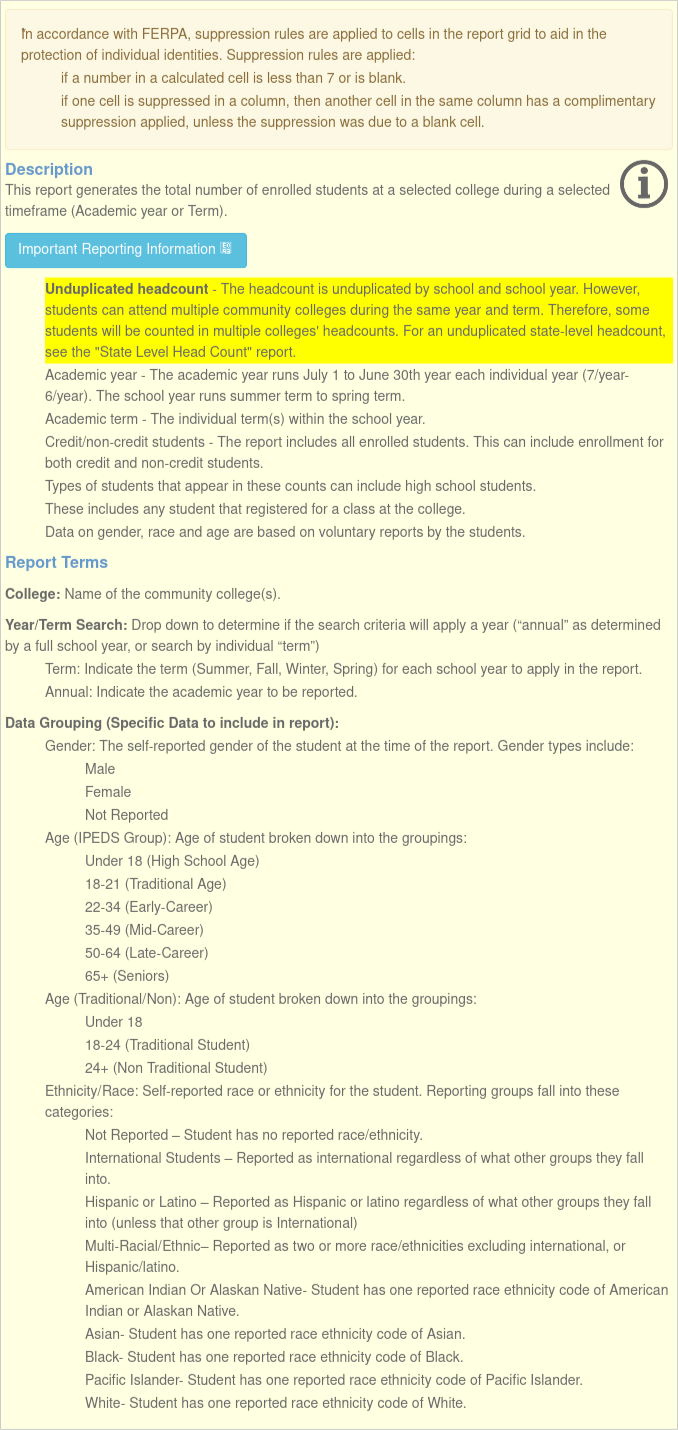 In accordance with FERPA, suppression rules are applied to cells in the report grid to aid in the
protection of individual identities. Suppression rules are applied:
if a number in a calculated cell is less than 7 or is blank.
if one cell is suppressed in a column, then another cell in the same column has a complimentary
suppression applied, unless the suppression was due to a blank cell.
Description
This report generates the total number of enrolled students at a selected college during a selected
timeframe (Academic year or Term).
Important Reporting Information
Unduplicated headcount - The headcount is unduplicated by school and school year. However,
students can attend multiple community colleges during the same year and term. Therefore, some
students will be counted in multiple colleges' headcounts. For an unduplicated state-level headcount,
see the "State Level Head Count" report.
Academic year - The academic year runs July 1 to June 30th year each individual year (7/year-
6/year). The school year runs summer term to spring term.
Academic term - The individual term(s) within the school year.
Credit/non-credit students - The report includes all enrolled students. This can include enrollment for
both credit and non-credit students.
Types of students that appear in these counts can include high school students.
These includes any student that registered for a class at the college.
Data on gender, race and age are based on voluntary reports by the students.
Report Terms
College: Name of the community college(s).
Year/Term Search: Drop down to determine if the search criteria will apply a year (“annual” as determined
by a full school year, or search by individual “term”)
Term: Indicate the term (Summer, Fall, Winter, Spring) for each school year to apply in the report.
Annual: Indicate the academic year to be reported.
Data Grouping (Specific Data to include in report):
Gender: The self-reported gender of the student at the time of the report. Gender types include:
Male
Female
Not Reported
Age (IPEDS Group): Age of student broken down into the groupings:
Under 18 (High School Age)
18-21 (Traditional Age)
22-34 (Early-Career)
35-49 (Mid-Career)
50-64 (Late-Career)
65+ (Seniors)
Age (Traditional/Non): Age of student broken down into the groupings:
Under 18
18-24 (Traditional Student)
24+ (Non Traditional Student)
Ethnicity/Race: Self-reported race or ethnicity for the student. Reporting groups fall into these
categories:
Not Reported – Student has no reported race/ethnicity.
International Students – Reported as international regardless of what other groups they fall
into.
Hispanic or Latino – Reported as Hispanic or latino regardless of what other groups they fall
into (unless that other group is International)
Multi-Racial/Ethnic– Reported as two or more race/ethnicities excluding international, or
Hispanic/latino.
American Indian Or Alaskan Native- Student has one reported race ethnicity code of American
Indian or Alaskan Native.
Asian- Student has one reported race ethnicity code of Asian.
Black- Student has one reported race ethnicity code of Black.
Pacific Islander- Student has one reported race ethnicity code of Pacific Islander.
White- Student has one reported race ethnicity code of White.